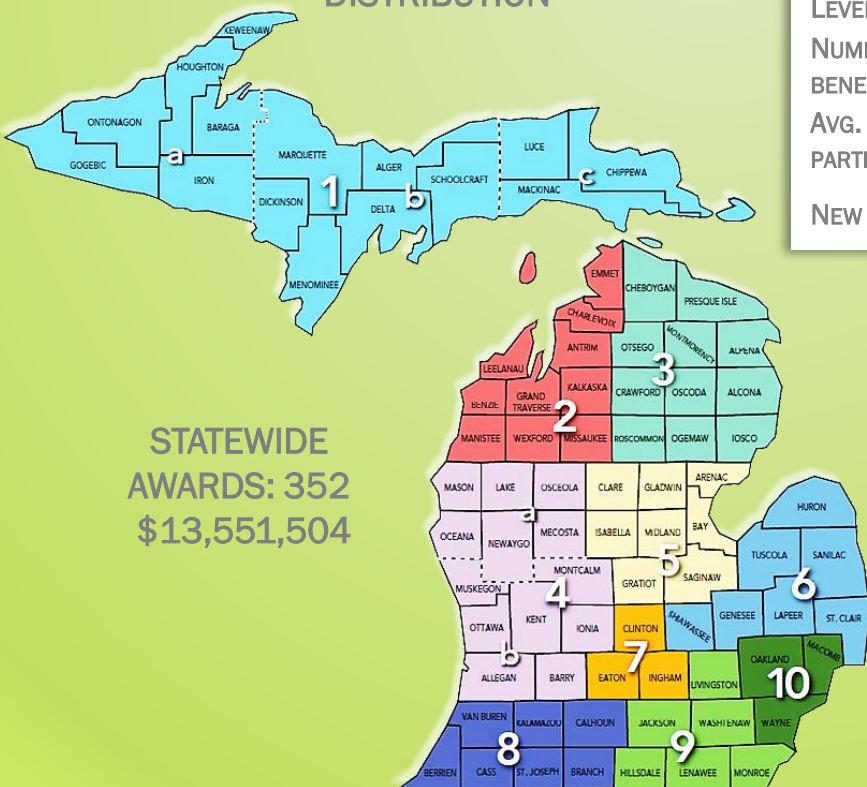 DISTRIBUTION
LEVE
NUM
BENE
AVG.
PARTI
NEW
KEWEENAW
HOUGHTON
ONTONAGON
BARAGA
GOGEBIC
a
IRON
MARQUETTE
1
DICKINSON
ALGER
b
SCHOOLCRAFT
DELTA
MENOMINEE
LUCE
c
CHIPPEWA
MACKINAC
EMMET
CHEBOYGAN
PRESQUE ISLE
CHARLEVOIX
ANTRIM
OTSEGO
MONTMORENCY
ALPENA
3
LEELANAU
KALKASKA
CRAWFORD
OSCODA
ALCONA
BENZIE
GRAND
TRAVERSE
2
MANISTEE
WEXFORD
MISSAUKEE
ROSCOMMON
OGEMAW
IOSCO
STATEWIDE
AWARDS: 352
$13,551,504
MASON
LAKE
OSCEOLA
CLARE
GLADWIN
ARENAC
a
OCEANA
NEWAYGO
MECOSTA
ISABELLA
MIDLAND
BAY
HURON
5
TUSCOLA
SANILAC
MONTCALM
4
GRATIOT
SAGINAW
6
MUSKEGON
OTTAWA
KENT
IONIA
CLINTON
SHIAWASSEE
GENESEE
LAPEER
ST. CLAIR
b
7
ALLEGAN
BARRY
EATON
INGHAM
LIVINGSTON
OAKLAND
MACOMB
10
VAN BUREN
KALAMAZOO
CALHOUN
JACKSON
WASHTENAW
WAYNE
8
9
BERRIEN
CASS
ST. JOSEPH
BRANCH
HILLSDALE
LENAWEE
MONROE